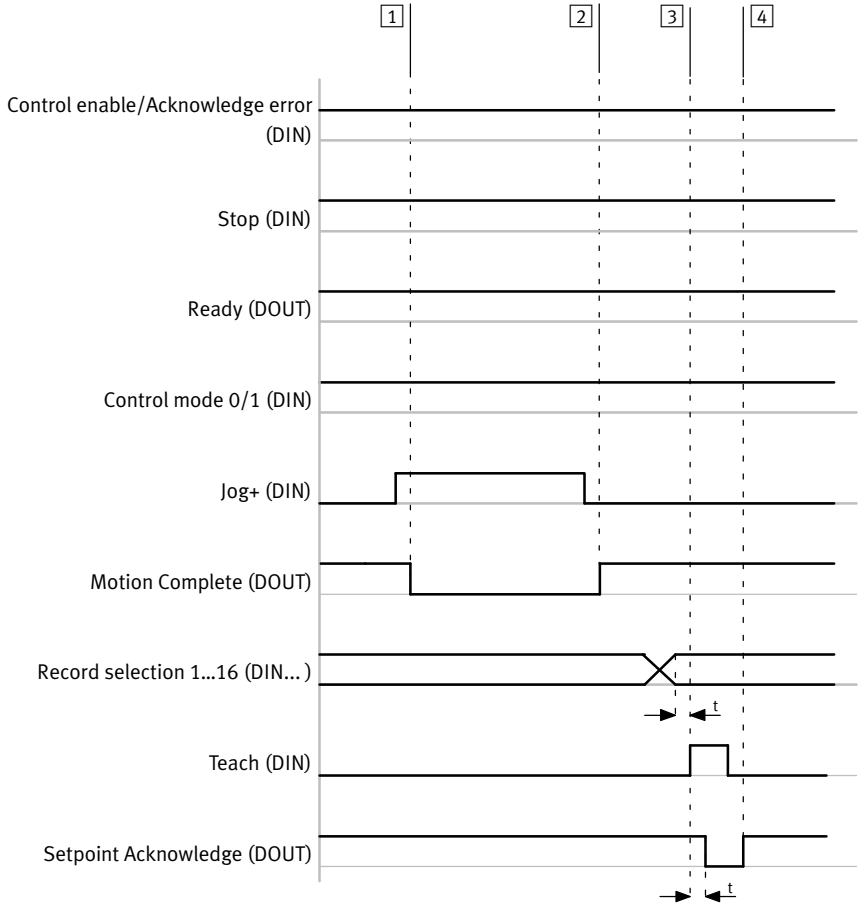 1 2 3 4
Control enable/Acknowledge error
(DIN)
Stop (DIN)
Ready (DOUT)
Control mode 0/1 (DIN)
Jog+ (DIN)
Motion Complete (DOUT)
Record selection 1...16 (DIN... )
t
Teach (DIN)
Setpoint Acknowledge (DOUT)
t